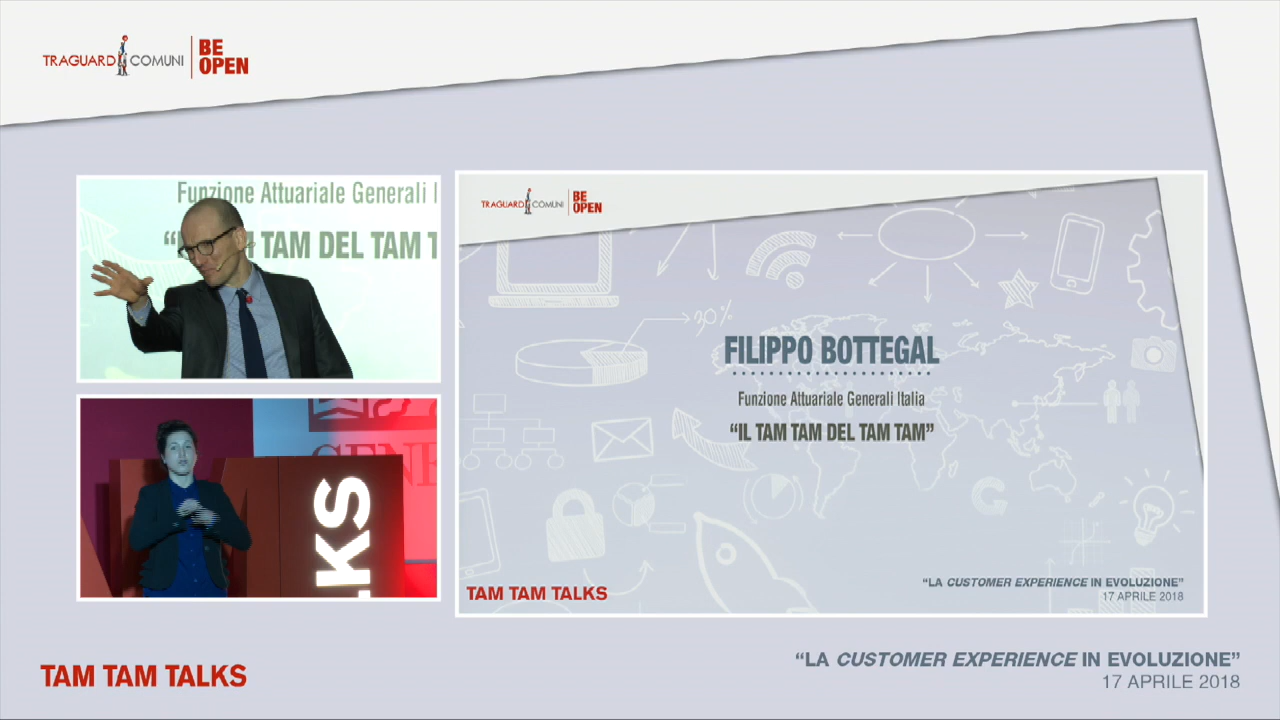 TRAGUARDI COMUNI
BE
OPEN
Funzione Attuariale Generali I
TAM DEL TAM T
GENE
KS
TRAGUARDI COMUNI
BE
OPEN
30%
FILIPPO BOTTEGAL
Funzione Attuariale Generali Italia
“IL TAM TAM DEL TAM TAM”
TAM TAM TALKS
“LA CUSTOMER EXPERIENCE IN EVOLUZIONE”
17 APRILE 2018
TAM TAM TALKS
“LA CUSTOMER EXPERIENCE IN EVOLUZIONE”
17 APRILE 2018